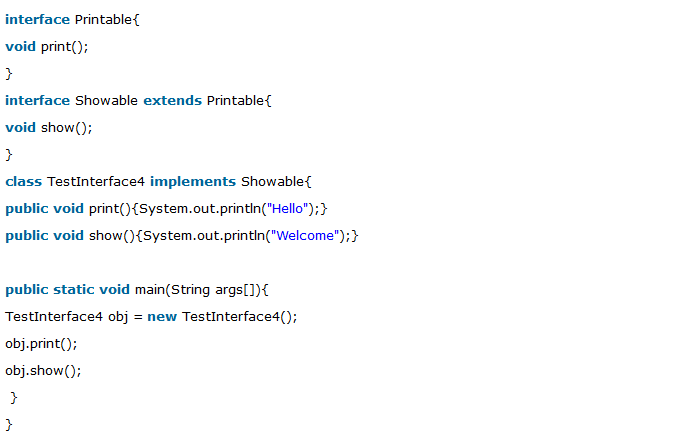 interface Printable{
void print();
}
interface Showable extends Printable{
void show();
}
class TestInterface4 implements Showable{
public void print(){System.out.println("Hello");}
public void show(){System.out.println("Welcome");}
public static void main(String args[]){
TestInterface4 obj = new TestInterface4();
obj.print();
obj.show();
}
}